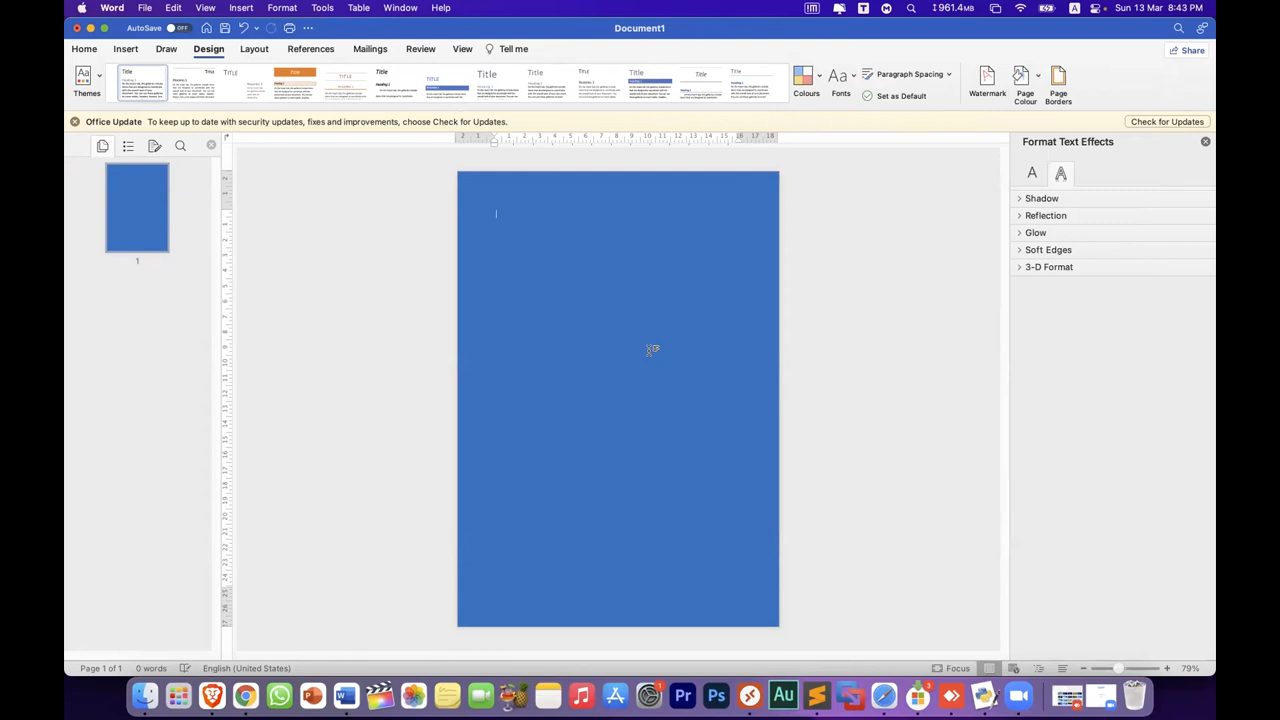 Word File Edit View Insert Format Tools Table Window Help
961.4m Sun 13 Mar 8:43 PM
AutoSave OFF Document1
Home Insert Draw Design Layout References Mailings Review View Tell me Share
Themes Colours Fonts Paragraph Spacing Set as Default Watermark Page Colour Page Borders
Office Update To keep up to date with security updates, fixes and improvements, choose Check for Updates. Check for Updates
Format Text Effects
Shadow
Reflection
Glow
Soft Edges
3-D Format
1
Page 1 of 1 0 words English (United States) Focus 79%